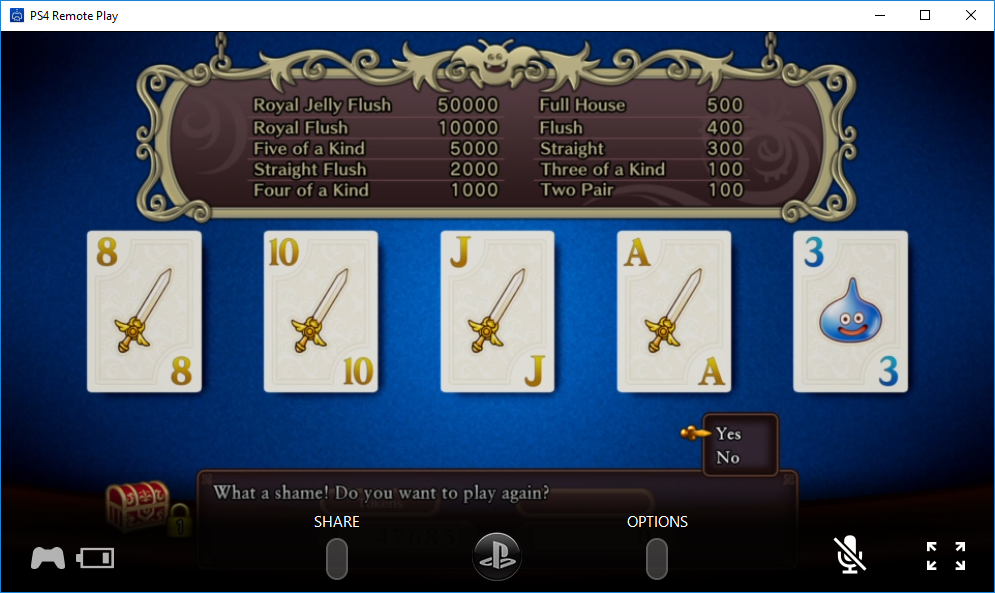 PS4 Remote Play
Royal Jelly Flush 50000 Full House 500
Royal Flush 10000 Flush 400
Five of a Kind 5000 Straight 300
Straight Flush 2000 Three of a Kind 100
Four of a Kind 1000 Two Pair 100
8 10 J A 3
8 10 J A 3
Yes
No
What a shame! Do you want to play again?
1
SHARE OPTIONS